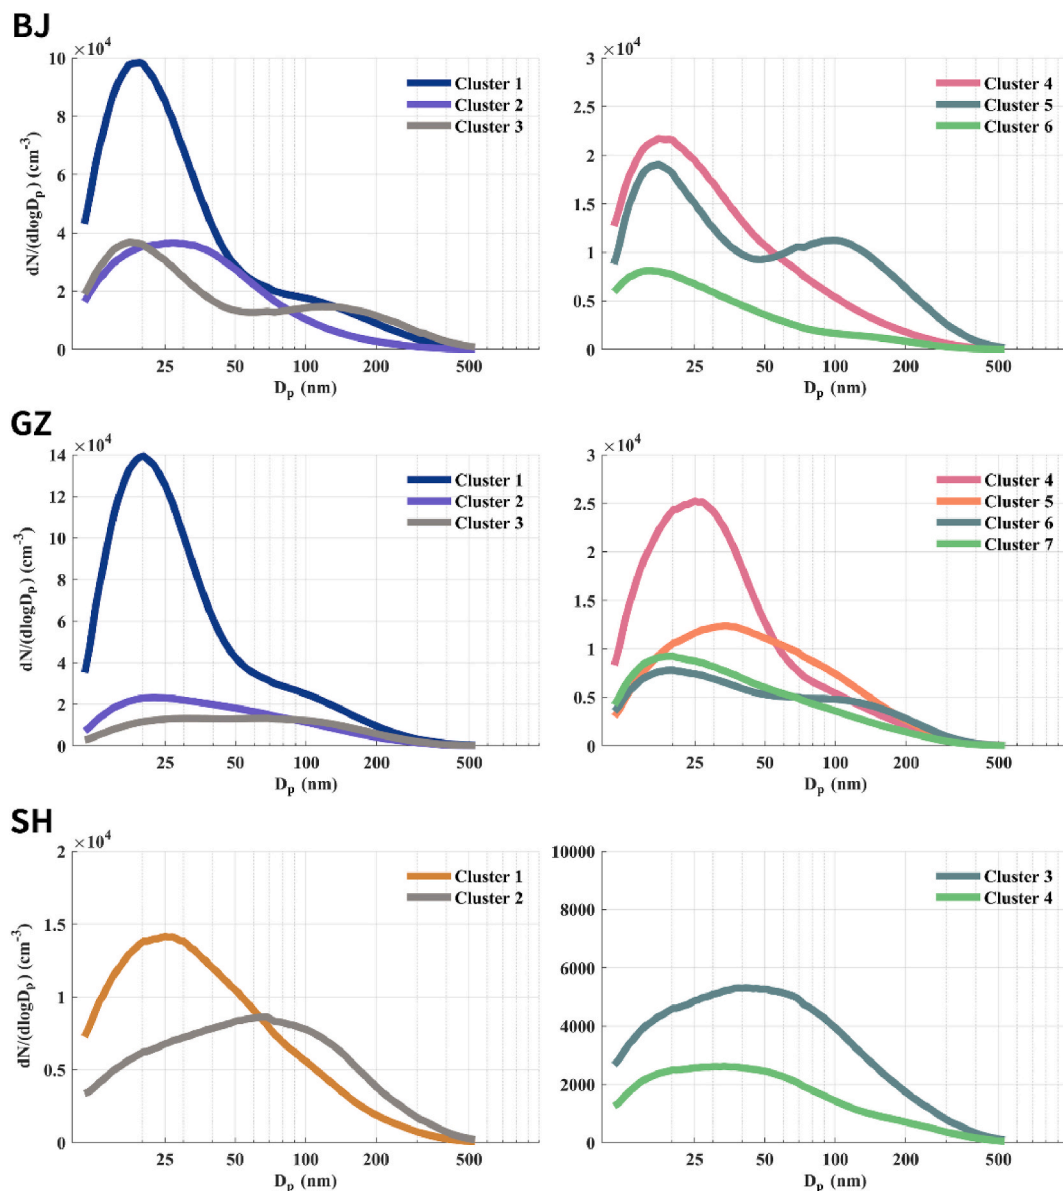 BJ
×10⁴
10
8
6
4
2
0
dN/(dlogDₚ) (cm⁻³)
Cluster 1
Cluster 2
Cluster 3
25 50 100 200 500
Dₚ (nm)
×10⁴
3
2.5
2
1.5
1
0.5
0
Cluster 4
Cluster 5
Cluster 6
25 50 100 200 500
Dₚ (nm)
GZ
×10⁴
14
12
10
8
6
4
2
0
dN/(dlogDₚ) (cm⁻³)
Cluster 1
Cluster 2
Cluster 3
25 50 100 200 500
Dₚ (nm)
×10⁴
3
2.5
2
1.5
1
0.5
0
Cluster 4
Cluster 5
Cluster 6
Cluster 7
25 50 100 200 500
Dₚ (nm)
SH
×10⁴
2
1.5
1
0.5
0
dN/(dlogDₚ) (cm⁻³)
Cluster 1
Cluster 2
25 50 100 200 500
Dₚ (nm)
10000
8000
6000
4000
2000
0
Cluster 3
Cluster 4
25 50 100 200 500
Dₚ (nm)